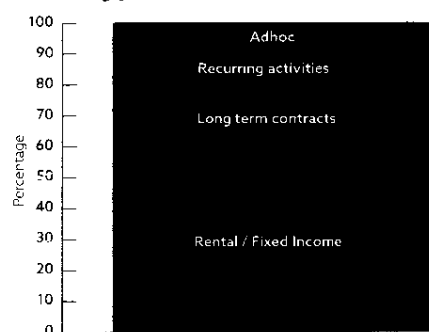 100
90
80
70
60
50
40
30
20
10
0
Percentage
Adhoc
Recurring activities
Long term contracts
Rental / Fixed Income